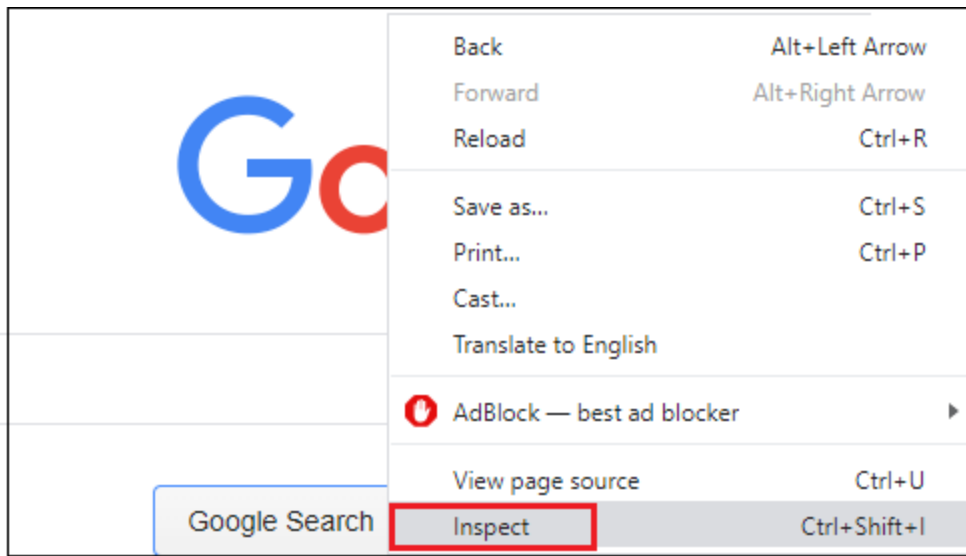 Go
Back Alt+Left Arrow
Forward Alt+Right Arrow
Reload Ctrl+R
Save as... Ctrl+S
Print... Ctrl+P
Cast...
Translate to English
AdBlock — best ad blocker
View page source Ctrl+U
Google Search
Inspect Ctrl+Shift+I